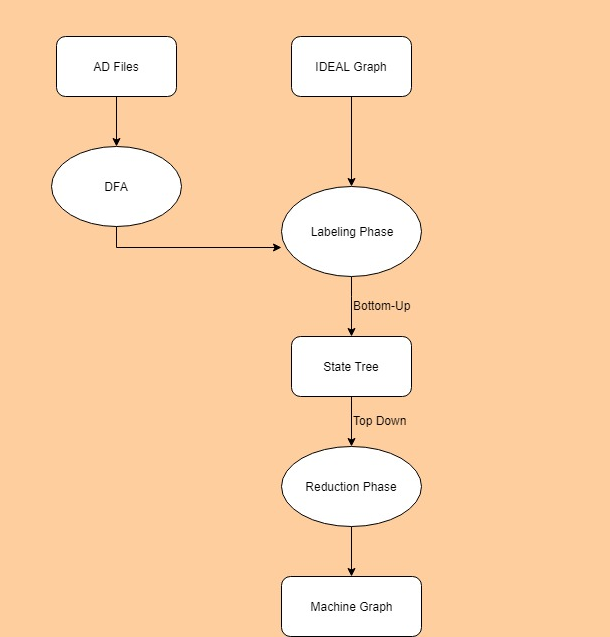 AD Files
IDEAL Graph
DFA
Labeling Phase
Bottom-Up
State Tree
Top Down
Reduction Phase
Machine Graph